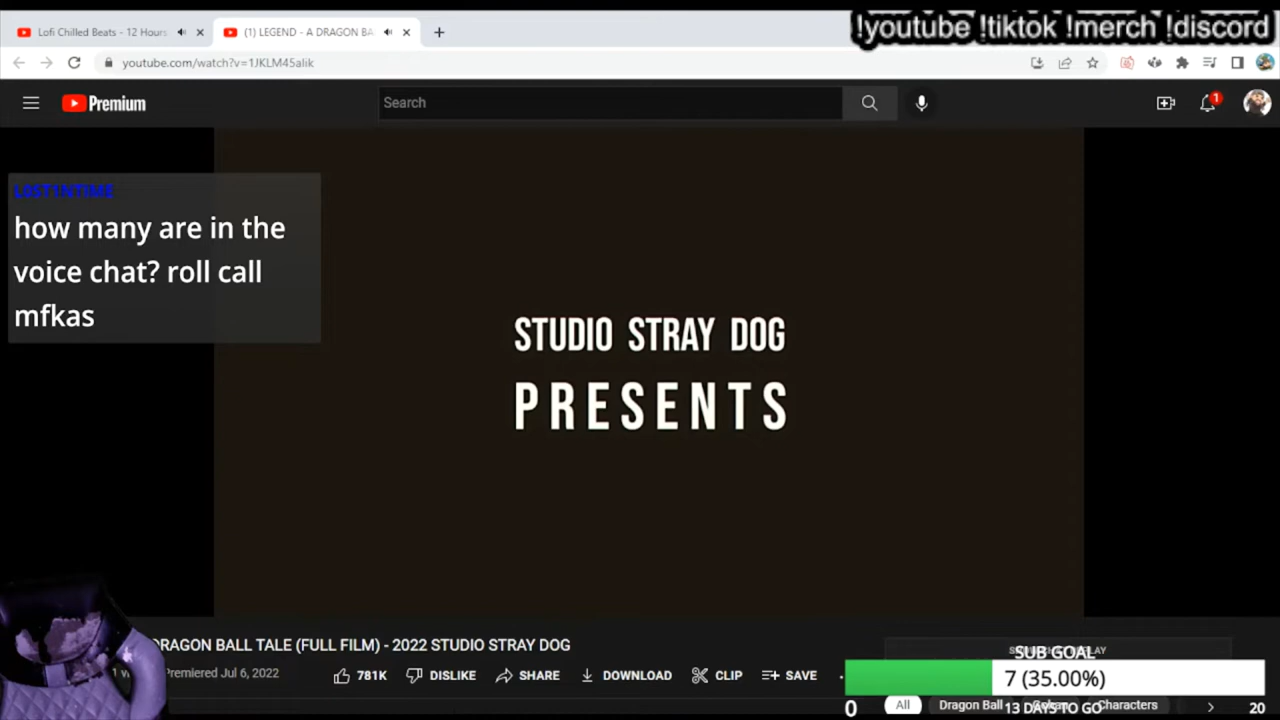 !youtube !tiktok !merch !discord
Lofi Chilled Beats - 12 Hours
(1) LEGEND - A DRAGON BA
youtube.com/watch?v=1JKLM45alik
Premium
Search
1
L0ST1NT1ME
how many are in the
voice chat? roll call
mfkas
STUDIO STRAY DOG
PRESENTS
DRAGON BALL TALE (FULL FILM) - 2022 STUDIO STRAY DOG
Premiered Jul 6, 2022
781K
DISLIKE
SHARE
DOWNLOAD
CLIP
SAVE
SUB GOAL
7 (35.00%)
0
13 DAYS TO GO
20
All
Dragon Ball
Characters